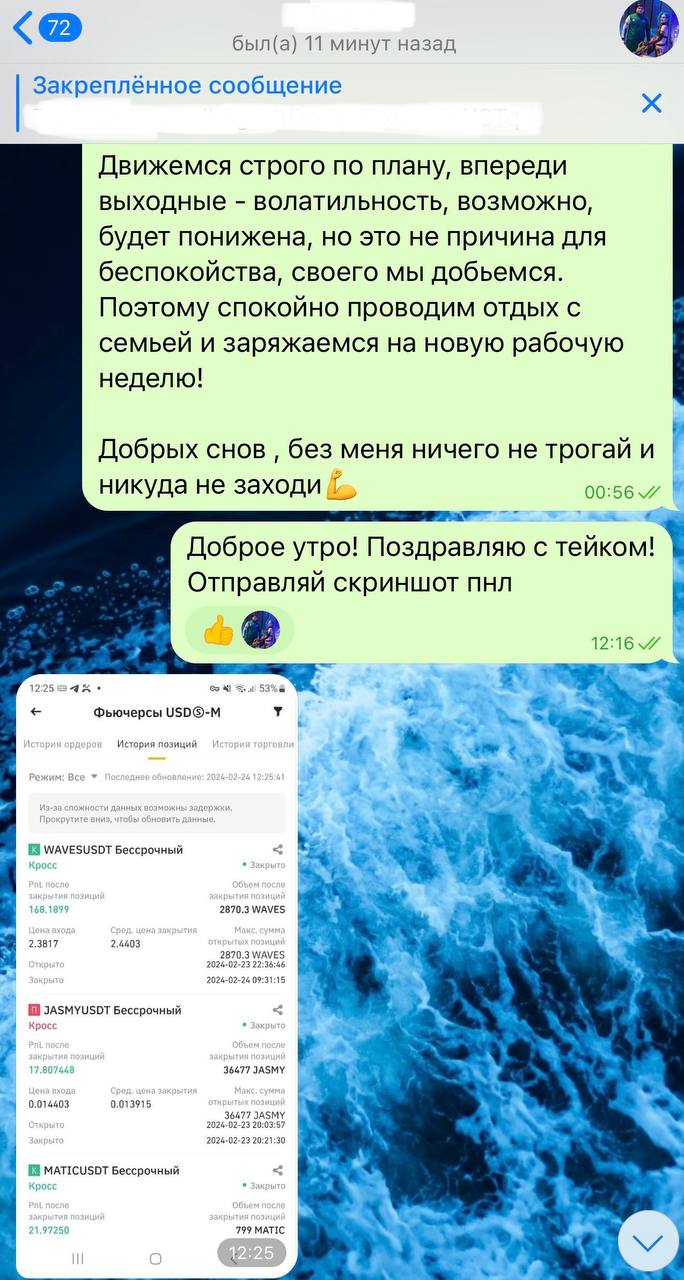 72
был(а) 11 минут назад
Закреплённое сообщение
Движемся строго по плану, впереди
выходные - волатильность, возможно,
будет понижена, но это не причина для
беспокойства, своего мы добьемся.
Поэтому спокойно проводим отдых с
семьей и заряжаемся на новую рабочую
неделю!
Добрых снов , без меня ничего не трогай и
никуда не заходи💪
00:56
Доброе утро! Поздравляю с тейком!
Отправляй скриншот пнл
👍
12:16
12:25 53%
Фьючерсы USDⓈ-M
История ордеров История позиций История торговли
Режим: Все Последнее обновление: 2024-02-24 12:25:41
Из-за сложности данных возможны задержки.
Прокрутите вниз, чтобы обновить данные.
К WAVESUSDT Бессрочный
Кросс Закрыто
PnL после Объем после
закрытия позиций закрытия позиций
168.1899 2870.3 WAVES
Цена входа Сред. цена закрытия Макс. сумма
открытых позиций
2.3817 2.4403
2870.3 WAVES
Открыто 2024-02-23 22:36:46
Закрыто 2024-02-24 09:31:15
П JASMYUSDT Бессрочный
Кросс Закрыто
PnL после Объем после
закрытия позиций закрытия позиций
17.807448 36477 JASMY
Цена входа Сред. цена закрытия Макс. сумма
открытых позиций
0.014403 0.013915
36477 JASMY
Открыто 2024-02-23 20:03:57
Закрыто 2024-02-23 20:21:30
К MATICUSDT Бессрочный
Кросс Закрыто
PnL после Объем после
закрытия позиций закрытия позиций
21.97250 799 MATIC
12:25